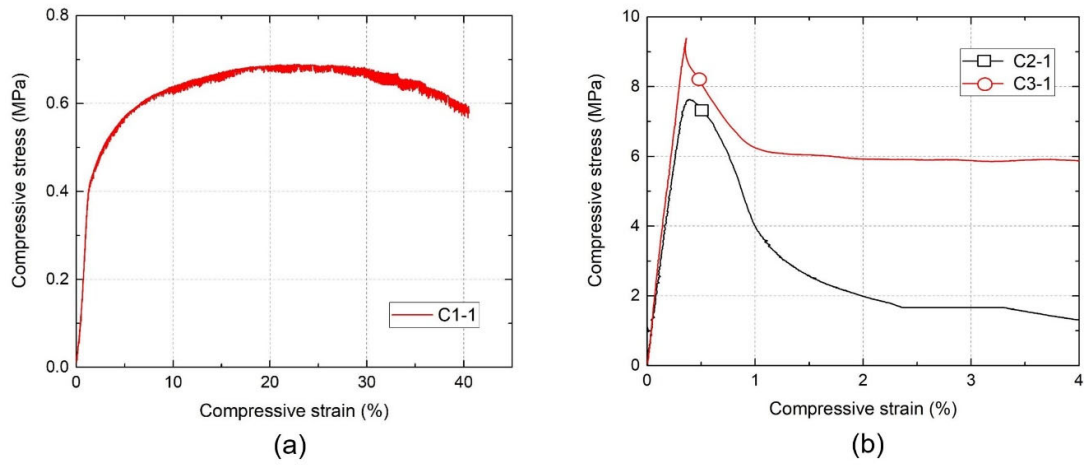 0.8
0.6
0.4
0.2
0.0
Compressive stress (MPa)
C1-1
0 10 20 30 40
Compressive strain (%)
(a)
10
8
6
4
2
0
Compressive stress (MPa)
C2-1
C3-1
0 1 2 3 4
Compressive strain (%)
(b)